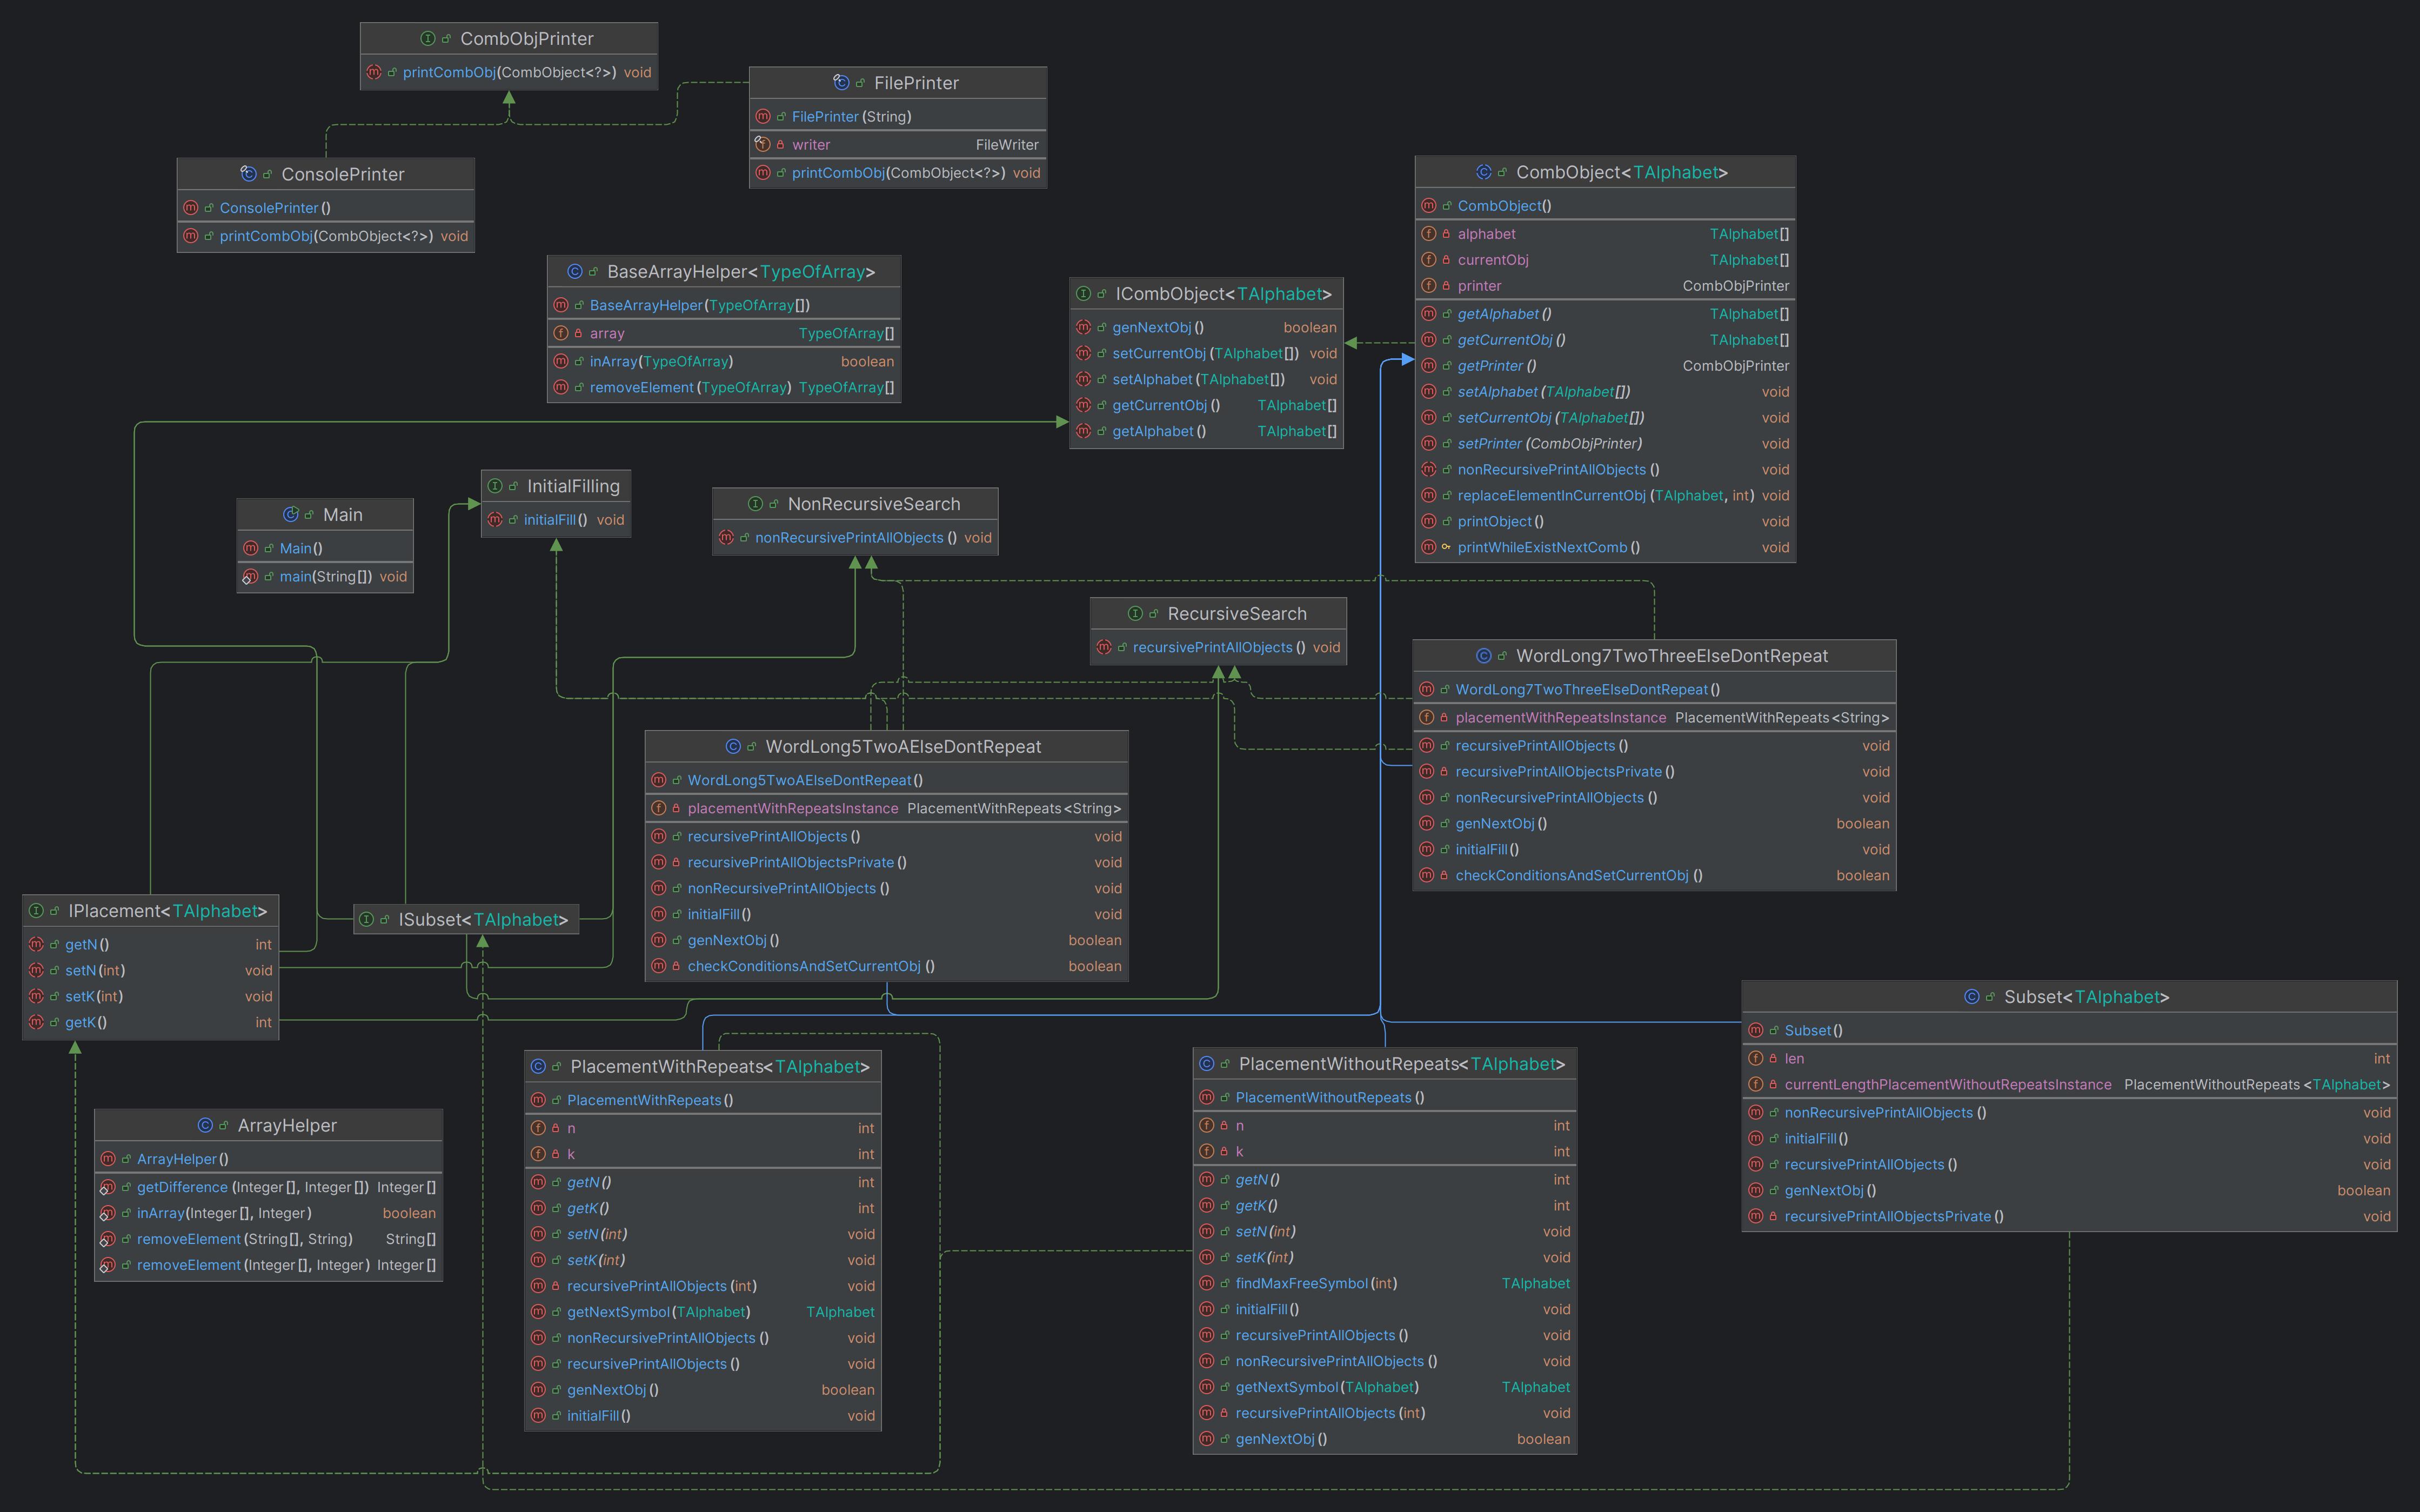 CombObjPrinter
printCombObj(CombObject<?>) void
FilePrinter
FilePrinter(String)
writer FileWriter
printCombObj(CombObject<?>) void
ConsolePrinter
ConsolePrinter()
printCombObj(CombObject<?>) void
CombObject<TAlphabet>
CombObject()
alphabet TAlphabet[]
currentObj TAlphabet[]
printer CombObjPrinter
getAlphabet() TAlphabet[]
getCurrentObj() TAlphabet[]
getPrinter() CombObjPrinter
setAlphabet(TAlphabet[]) void
setCurrentObj(TAlphabet[]) void
setPrinter(CombObjPrinter) void
nonRecursivePrintAllObjects() void
replaceElementInCurrentObj(TAlphabet, int) void
printObject() void
printWhileExistNextComb() void
BaseArrayHelper<TypeOfArray>
BaseArrayHelper(TypeOfArray[])
array TypeOfArray[]
inArray(TypeOfArray) boolean
removeElement(TypeOfArray) TypeOfArray[]
ICombObject<TAlphabet>
genNextObj() boolean
setCurrentObj(TAlphabet[]) void
setAlphabet(TAlphabet[]) void
getCurrentObj() TAlphabet[]
getAlphabet() TAlphabet[]
InitialFilling
initialFill() void
NonRecursiveSearch
nonRecursivePrintAllObjects() void
Main
Main()
main(String[]) void
RecursiveSearch
recursivePrintAllObjects() void
WordLong7TwoThreeElseDontRepeat
WordLong7TwoThreeElseDontRepeat()
placementWithRepeatsInstance PlacementWithRepeats<String>
recursivePrintAllObjects() void
recursivePrintAllObjectsPrivate() void
nonRecursivePrintAllObjects() void
genNextObj() boolean
initialFill() void
checkConditionsAndSetCurrentObj() boolean
WordLong5TwoAElseDontRepeat
WordLong5TwoAElseDontRepeat()
placementWithRepeatsInstance PlacementWithRepeats<String>
recursivePrintAllObjects() void
recursivePrintAllObjectsPrivate() void
nonRecursivePrintAllObjects() void
initialFill() void
genNextObj() boolean
checkConditionsAndSetCurrentObj() boolean
IPlacement<TAlphabet>
getN() int
setN(int) void
setK(int) void
getK() int
ISubset<TAlphabet>
Subset<TAlphabet>
Subset()
len int
currentLengthPlacementWithoutRepeatsInstance PlacementWithoutRepeats<TAlphabet>
nonRecursivePrintAllObjects() void
initialFill() void
recursivePrintAllObjects() void
genNextObj() boolean
recursivePrintAllObjectsPrivate() void
PlacementWithRepeats<TAlphabet>
PlacementWithRepeats()
n int
k int
getN() int
getK() int
setN(int) void
setK(int) void
recursivePrintAllObjects(int) void
getNextSymbol(TAlphabet) TAlphabet
nonRecursivePrintAllObjects() void
recursivePrintAllObjects() void
genNextObj() boolean
initialFill() void
PlacementWithoutRepeats<TAlphabet>
PlacementWithoutRepeats()
n int
k int
getN() int
getK() int
setN(int) void
setK(int) void
findMaxFreeSymbol(int) TAlphabet
initialFill() void
recursivePrintAllObjects() void
nonRecursivePrintAllObjects() void
getNextSymbol(TAlphabet) TAlphabet
recursivePrintAllObjects(int) void
genNextObj() boolean
ArrayHelper
ArrayHelper()
getDifference(Integer[], Integer[]) Integer[]
inArray(Integer[], Integer) boolean
removeElement(String[], String) String[]
removeElement(Integer[], Integer) Integer[]